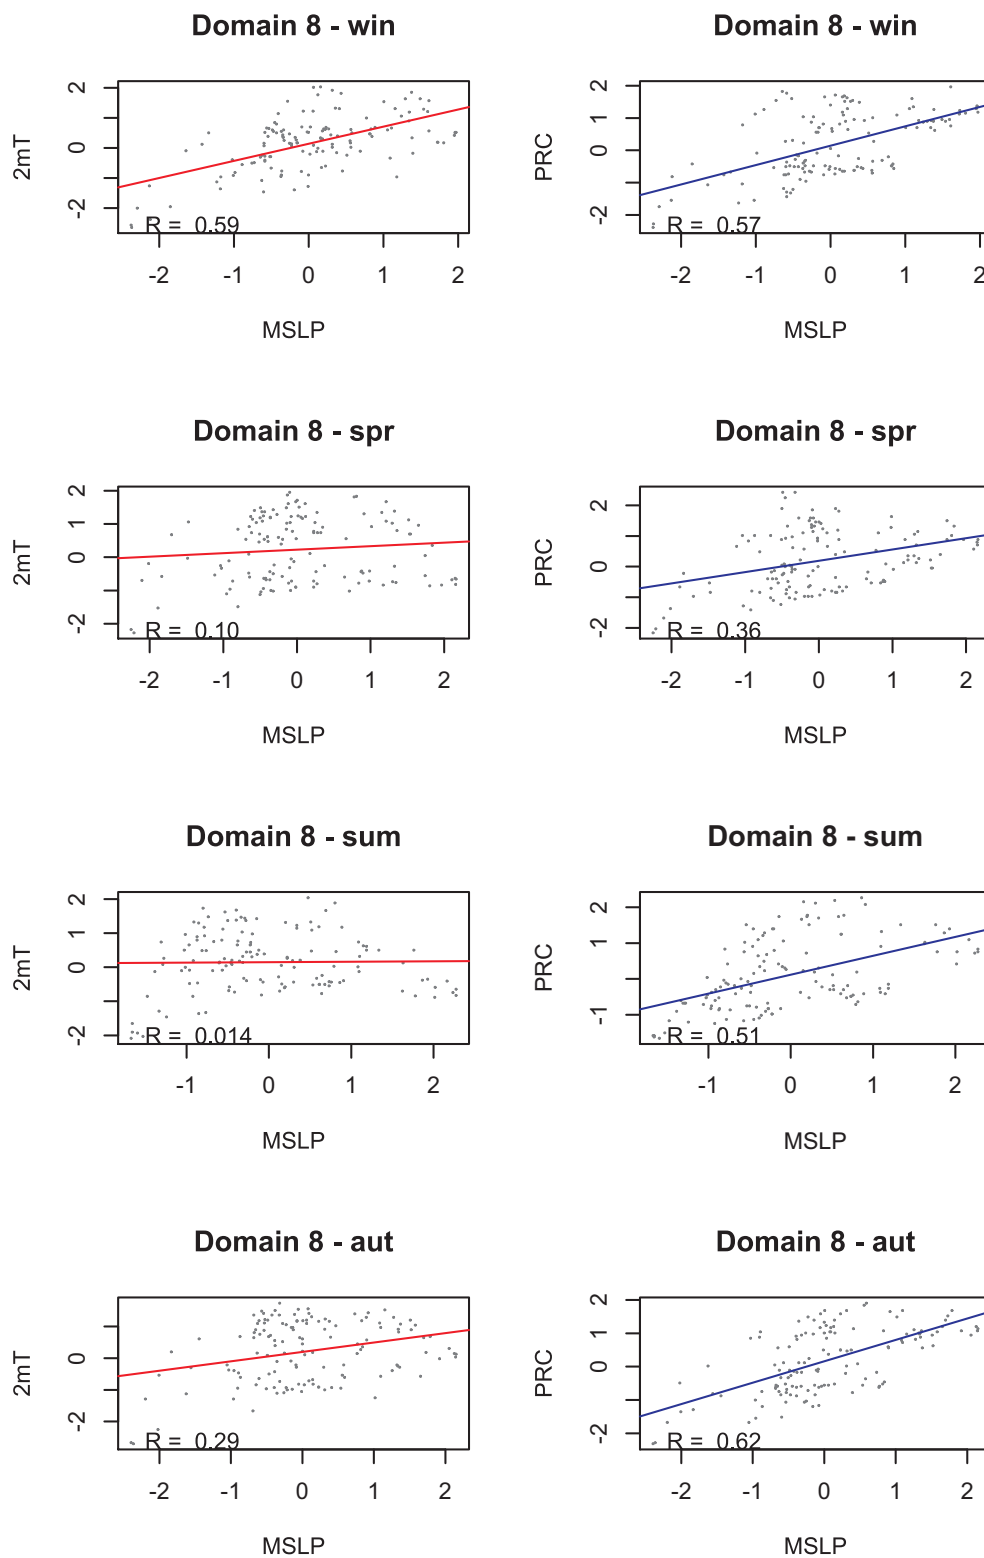 Domain 8 - win
2mT
2
0
-2
R = 0.59
-2 -1 0 1 2
MSLP
Domain 8 - win
PRC
2
1
0
-2
R = 0.57
-2 -1 0 1 2
MSLP
Domain 8 - spr
2mT
2
1
0
-2
R = 0.10
-2 -1 0 1 2
MSLP
Domain 8 - spr
PRC
2
0
-2
R = 0.36
-2 -1 0 1 2
MSLP
Domain 8 - sum
2mT
2
1
0
-2
R = 0.014
-1 0 1 2
MSLP
Domain 8 - sum
PRC
2
1
-1
R = 0.51
-1 0 1 2
MSLP
Domain 8 - aut
2mT
0
-2
R = 0.29
-2 -1 0 1 2
MSLP
Domain 8 - aut
PRC
2
1
0
-2
R = 0.62
-2 -1 0 1 2
MSLP